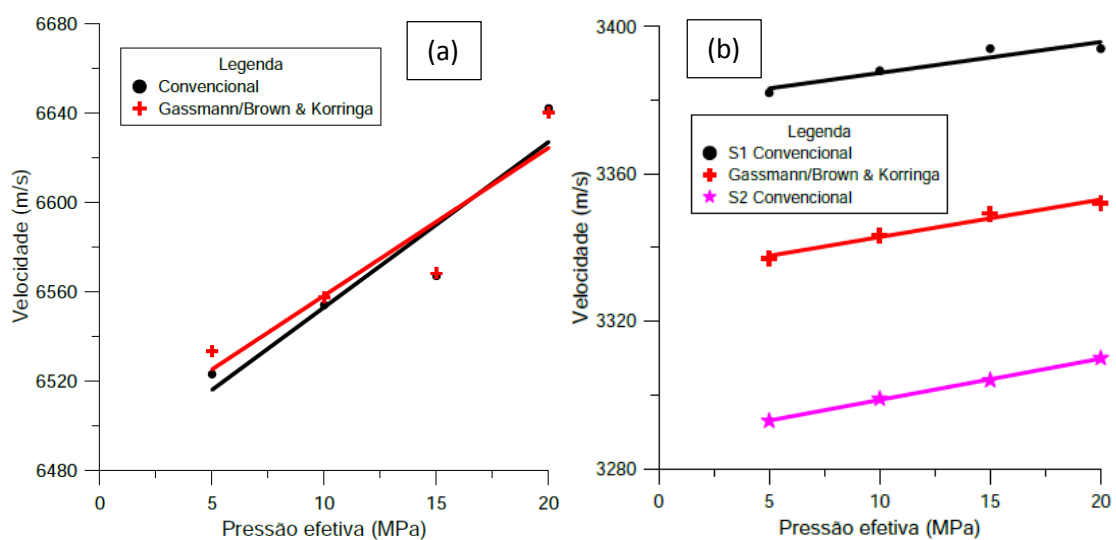 (a)
Legenda
Convencional
Gassmann/Brown & Korringa
Velocidade (m/s)
6680
6640
6600
6560
6520
6480
0 5 10 15 20
Pressão efetiva (MPa)
(b)
Legenda
S1 Convencional
Gassmann/Brown & Korringa
S2 Convencional
Velocidade (m/s)
3400
3360
3320
3280
0 5 10 15 20
Pressão efetiva (MPa)